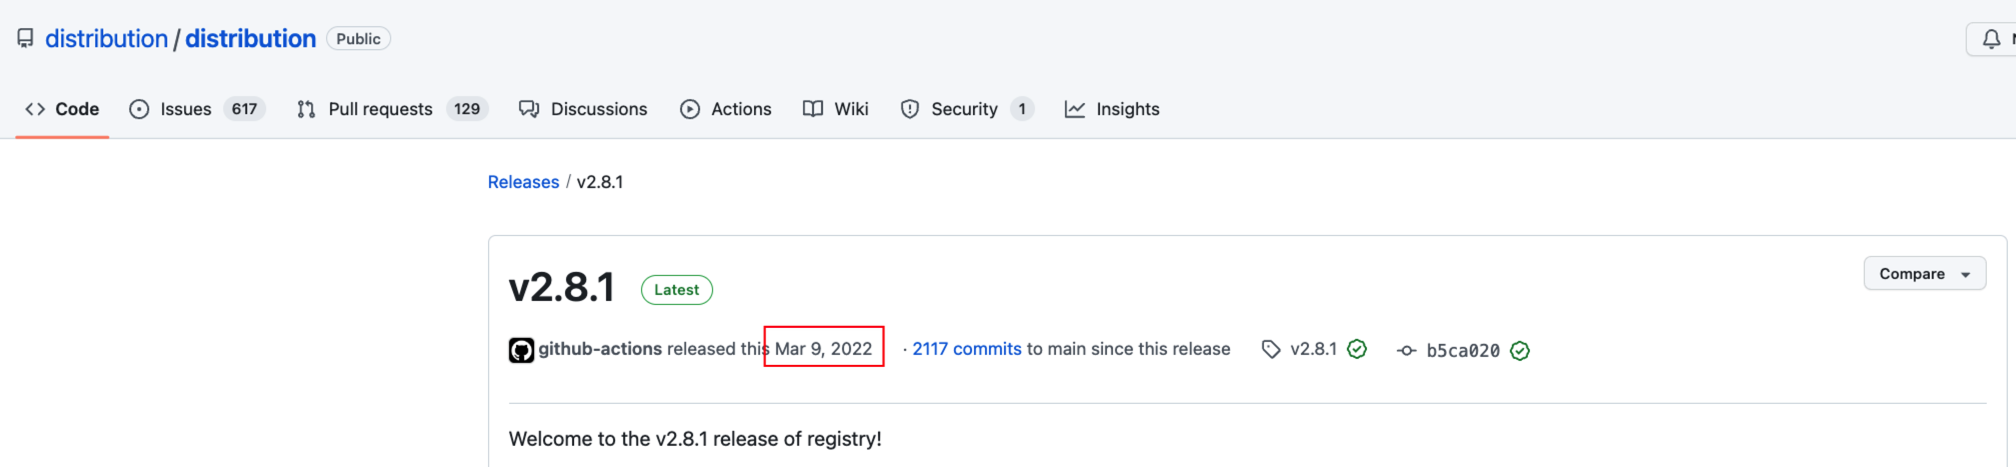 distribution / distribution Public
Code Issues 617 Pull requests 129 Discussions Actions Wiki Security 1 Insights
Releases / v2.8.1
v2.8.1 Latest
Compare
github-actions released this Mar 9, 2022 · 2117 commits to main since this release v2.8.1 b5ca020
Welcome to the v2.8.1 release of registry!